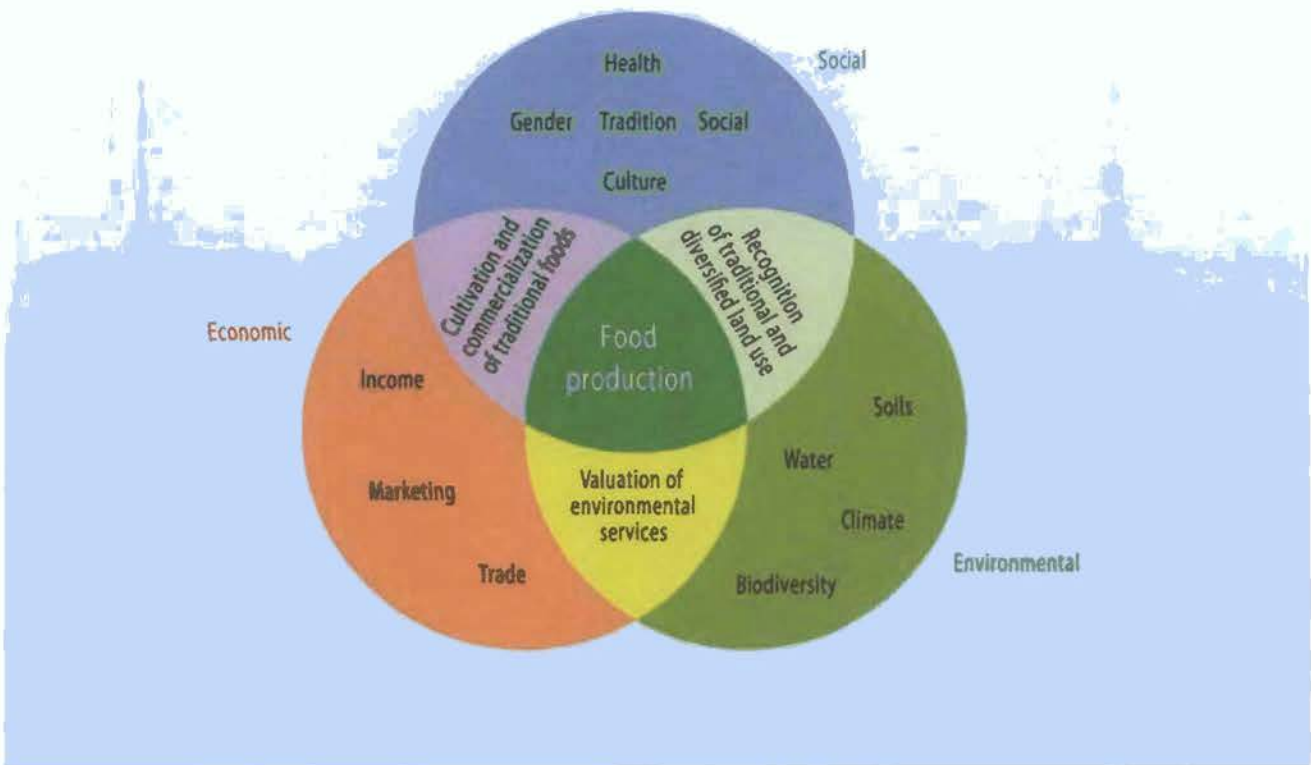 Health
Social
Gender Tradition Social
Culture
Cultivation and
commercialization
of traditional foods
Recognition
of traditional and
diversified land use
Economic
Food
production
Income
Soils
Water
Marketing
Valuation of
environmental
services
Climate
Trade
Biodiversity
Environmental